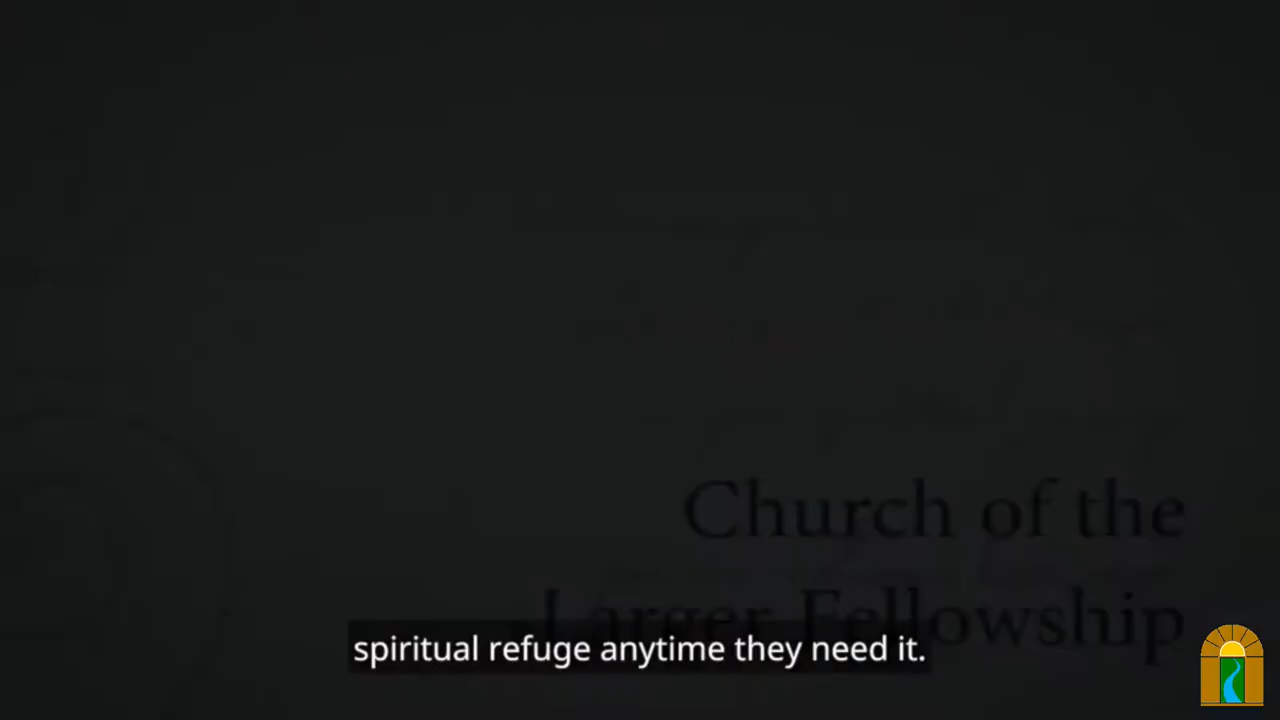 Church of the
Larger Fellowship
spiritual refuge anytime they need it.